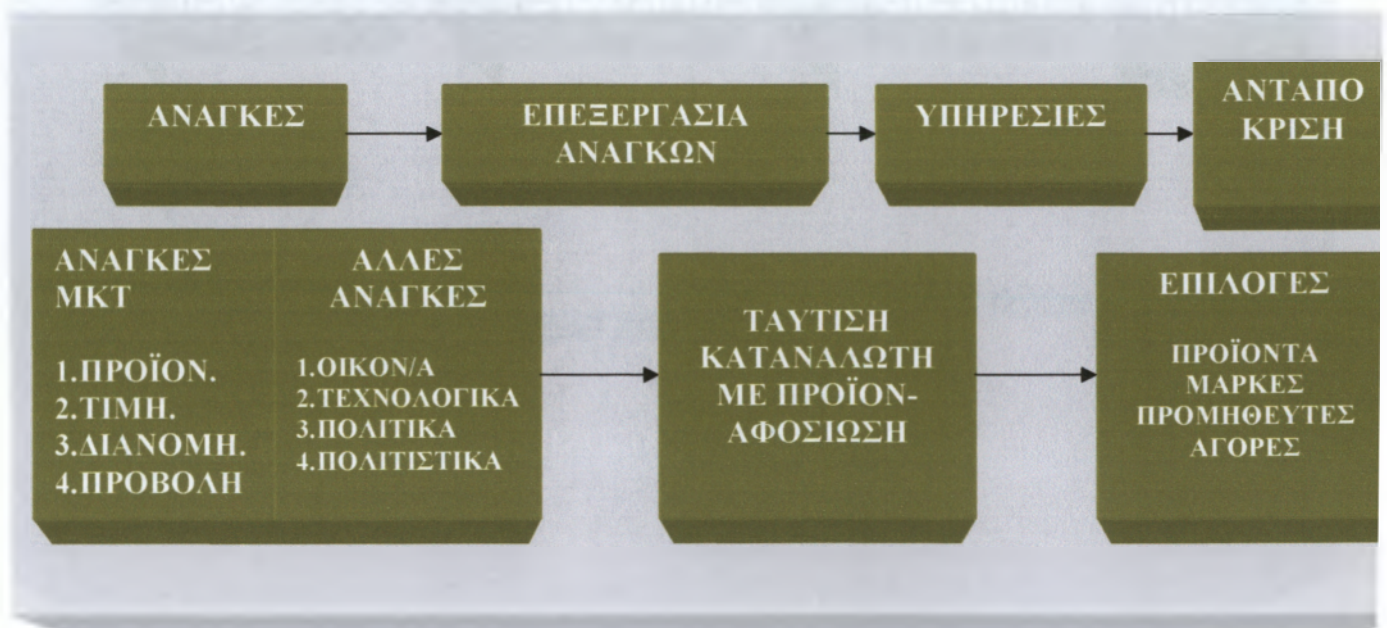 ΑΝΑΓΚΕΣ
ΕΠΕΞΕΡΓΑΣΙΑ
ΑΝΑΓΚΩΝ
ΥΠΗΡΕΣΙΕΣ
ΑΝΤΑΠΟ
ΚΡΙΣΗ
ΑΝΑΓΚΕΣ
ΜΚΤ
1.ΠΡΟΪΟΝ.
2.ΤΙΜΗ.
3.ΔΙΑΝΟΜΗ.
4.ΠΡΟΒΟΛΗ
ΑΛΛΕΣ
ΑΝΑΓΚΕΣ
1.ΟΙΚΟΝ/Α
2.ΤΕΧΝΟΛΟΓΙΚΑ
3.ΠΟΛΙΤΙΚΑ
4.ΠΟΛΙΤΙΣΤΙΚΑ
ΤΑΥΤΙΣΗ
ΚΑΤΑΝΑΛΩΤΗ
ΜΕ ΠΡΟΪΟΝ-
ΑΦΟΣΙΩΣΗ
ΕΠΙΛΟΓΕΣ
ΠΡΟΪΟΝΤΑ
ΜΑΡΚΕΣ
ΠΡΟΜΗΘΕΥΤΕΣ
ΑΓΟΡΕΣ